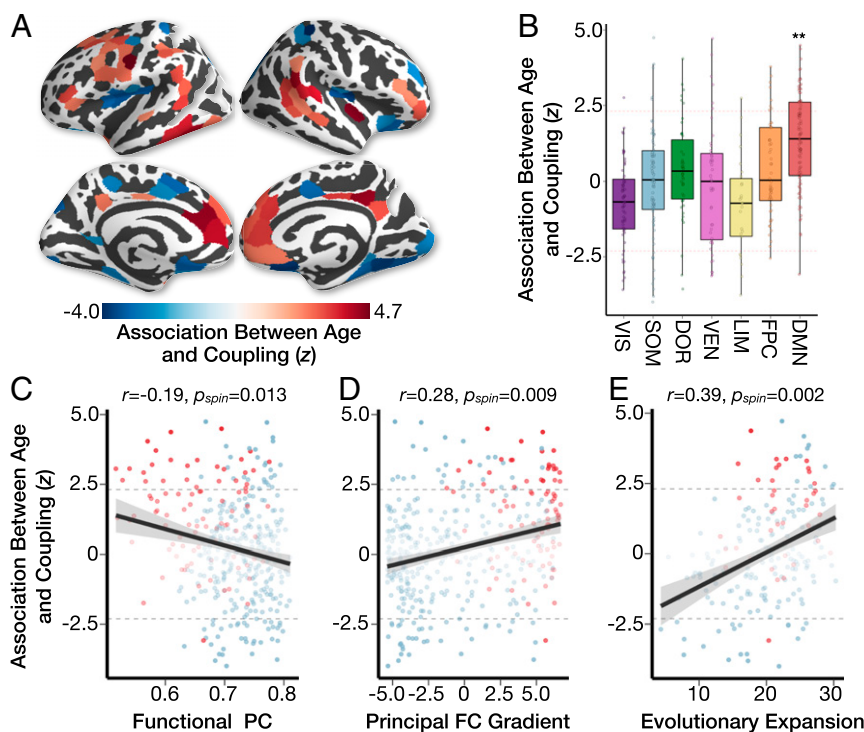 A
-4.0 4.7
Association Between Age
and Coupling (z)
B
Association Between Age
and Coupling (z)
5.0
2.5
0
-2.5
**
VIS
SOM
DOR
VEN
LIM
FPC
DMN
C
r=-0.19, pspin=0.013
Association Between Age
and Coupling (z)
5.0
2.5
0
-2.5
0.6 0.7 0.8
Functional PC
D
r=0.28, pspin=0.009
5.0
2.5
0
-2.5
-5.0 -2.5 0 2.5 5.0
Principal FC Gradient
E
r=0.39, pspin=0.002
5.0
2.5
0
-2.5
10 20 30
Evolutionary Expansion